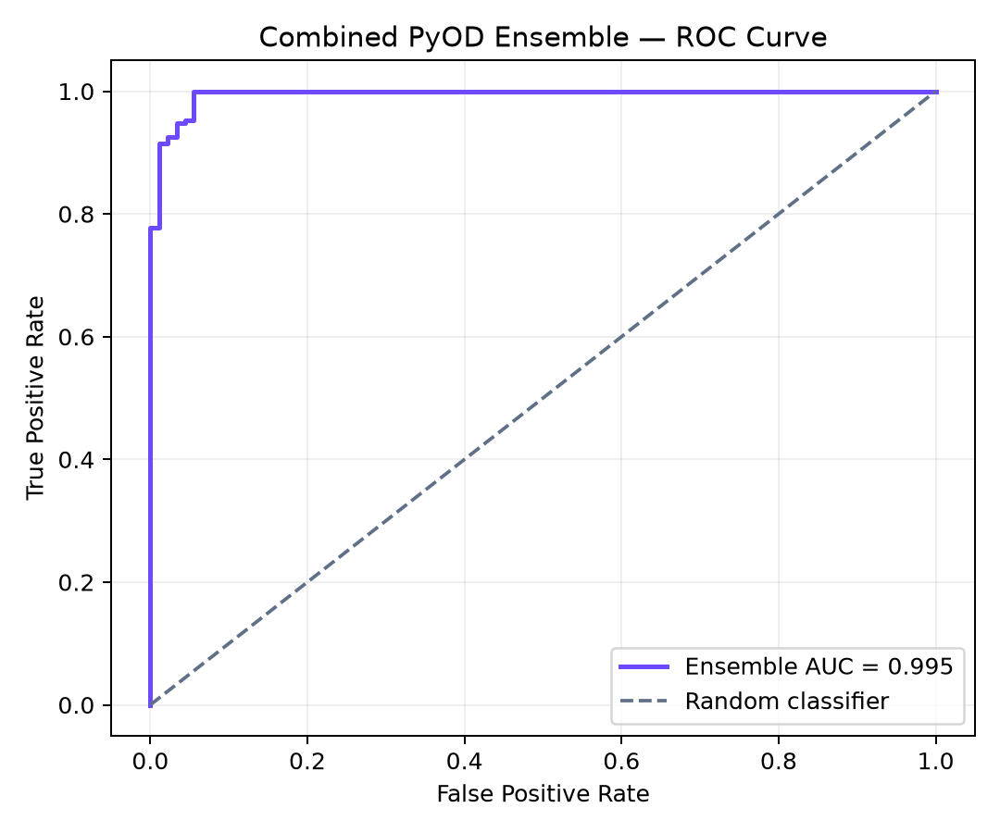 Combined PyOD Ensemble — ROC Curve
True Positive Rate
1.0
0.8
0.6
0.4
0.2
0.0
Ensemble AUC = 0.995
Random classifier
0.0 0.2 0.4 0.6 0.8 1.0
False Positive Rate